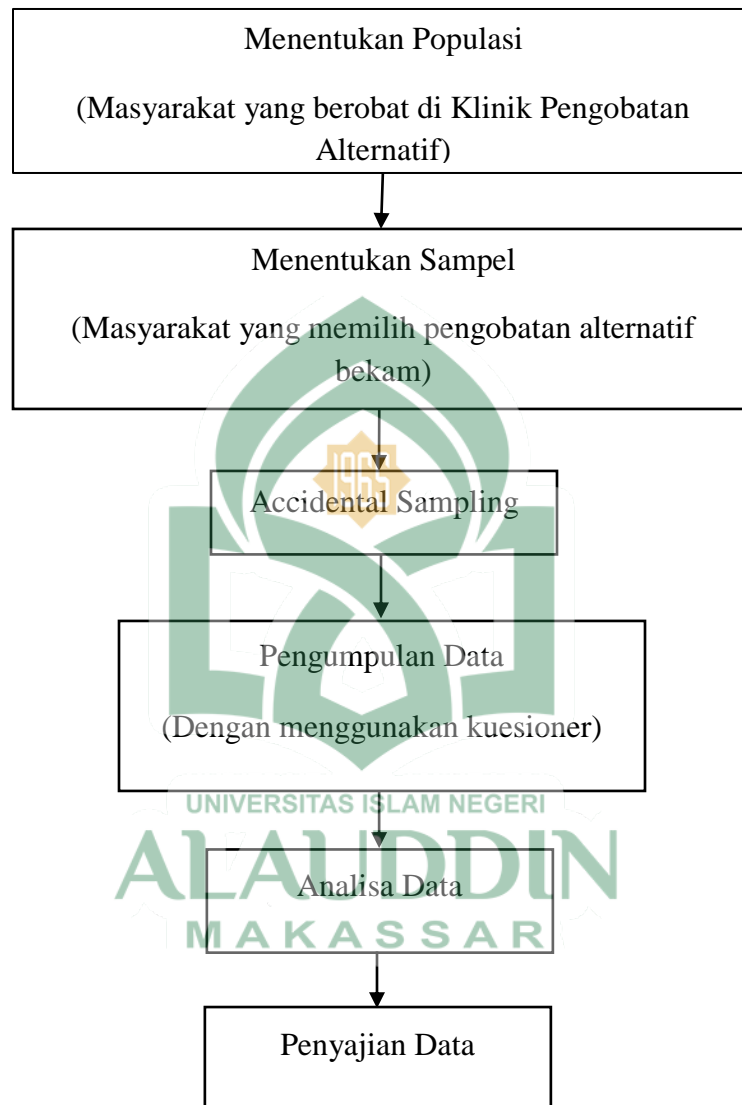 Menentukan Populasi
(Masyarakat yang berobat di Klinik Pengobatan
Alternatif)
Menentukan Sampel
(Masyarakat yang memilih pengobatan alternatif
bekam)
1965
Accidental Sampling
Pengumpulan Data
(Dengan menggunakan kuesioner)
UNIVERSITAS ISLAM NEGERI
ALAUDDIN
Analisa Data
MAKASSAR
Penyajian Data